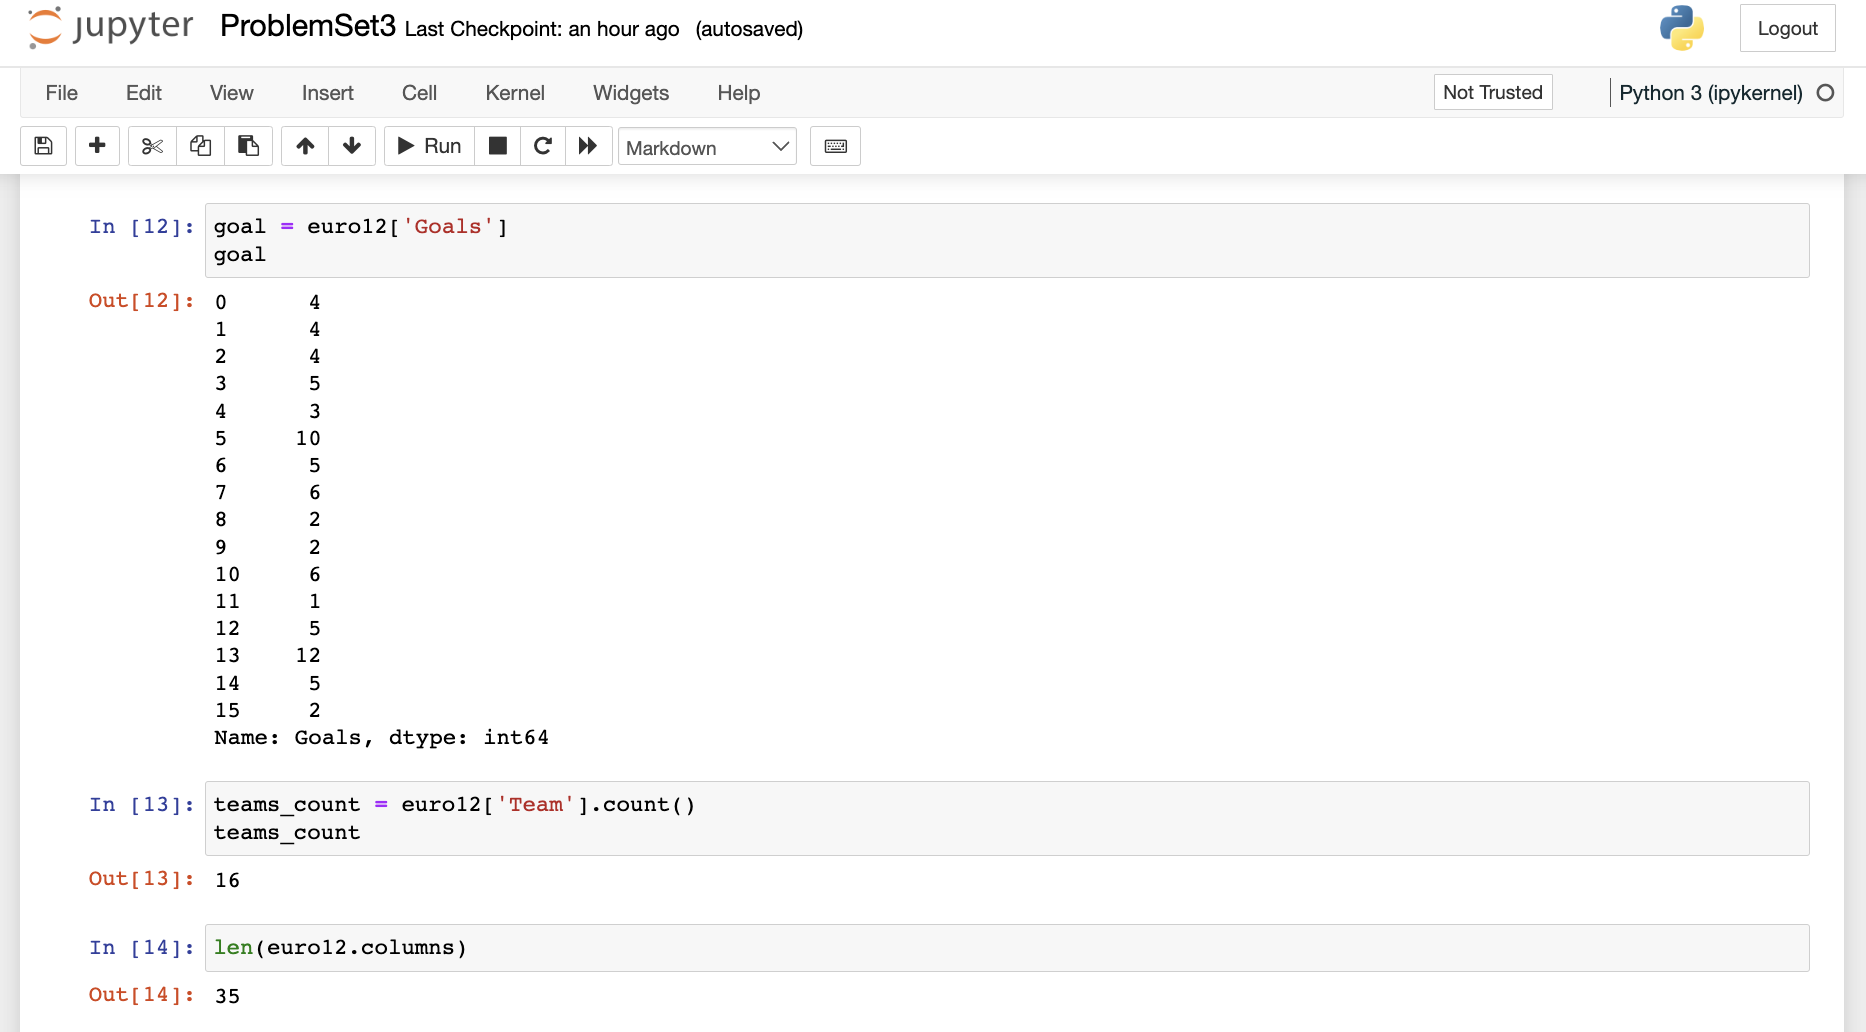 jupyter ProblemSet3 Last Checkpoint: an hour ago (autosaved) Logout
File Edit View Insert Cell Kernel Widgets Help Not Trusted Python 3 (ipykernel)
Run Markdown
In [12]: goal = euro12['Goals']
goal
Out[12]: 0 4
1 4
2 4
3 5
4 3
5 10
6 5
7 6
8 2
9 2
10 6
11 1
12 5
13 12
14 5
15 2
Name: Goals, dtype: int64
In [13]: teams_count = euro12['Team'].count()
teams_count
Out[13]: 16
In [14]: len(euro12.columns)
Out[14]: 35